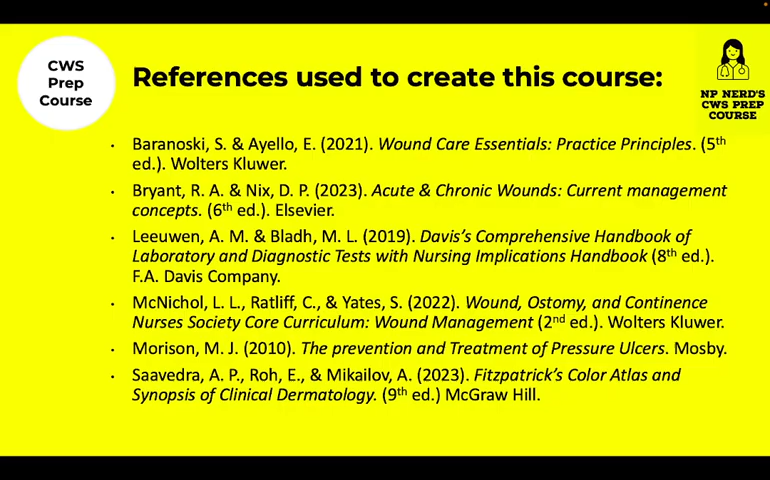 CWS
Prep
Course
References used to create this course:
NP NERD'S
CWS PREP
COURSE
• Baranoski, S. & Ayello, E. (2021). Wound Care Essentials: Practice Principles. (5th
ed.). Wolters Kluwer.
• Bryant, R. A. & Nix, D. P. (2023). Acute & Chronic Wounds: Current management
concepts. (6th ed.). Elsevier.
• Leeuwen, A. M. & Bladh, M. L. (2019). Davis's Comprehensive Handbook of
Laboratory and Diagnostic Tests with Nursing Implications Handbook (8th ed.).
F.A. Davis Company.
• McNichol, L. L., Ratliff, C., & Yates, S. (2022). Wound, Ostomy, and Continence
Nurses Society Core Curriculum: Wound Management (2nd ed.). Wolters Kluwer.
• Morison, M. J. (2010). The prevention and Treatment of Pressure Ulcers. Mosby.
• Saavedra, A. P., Roh, E., & Mikailov, A. (2023). Fitzpatrick's Color Atlas and
Synopsis of Clinical Dermatology. (9th ed.) McGraw Hill.